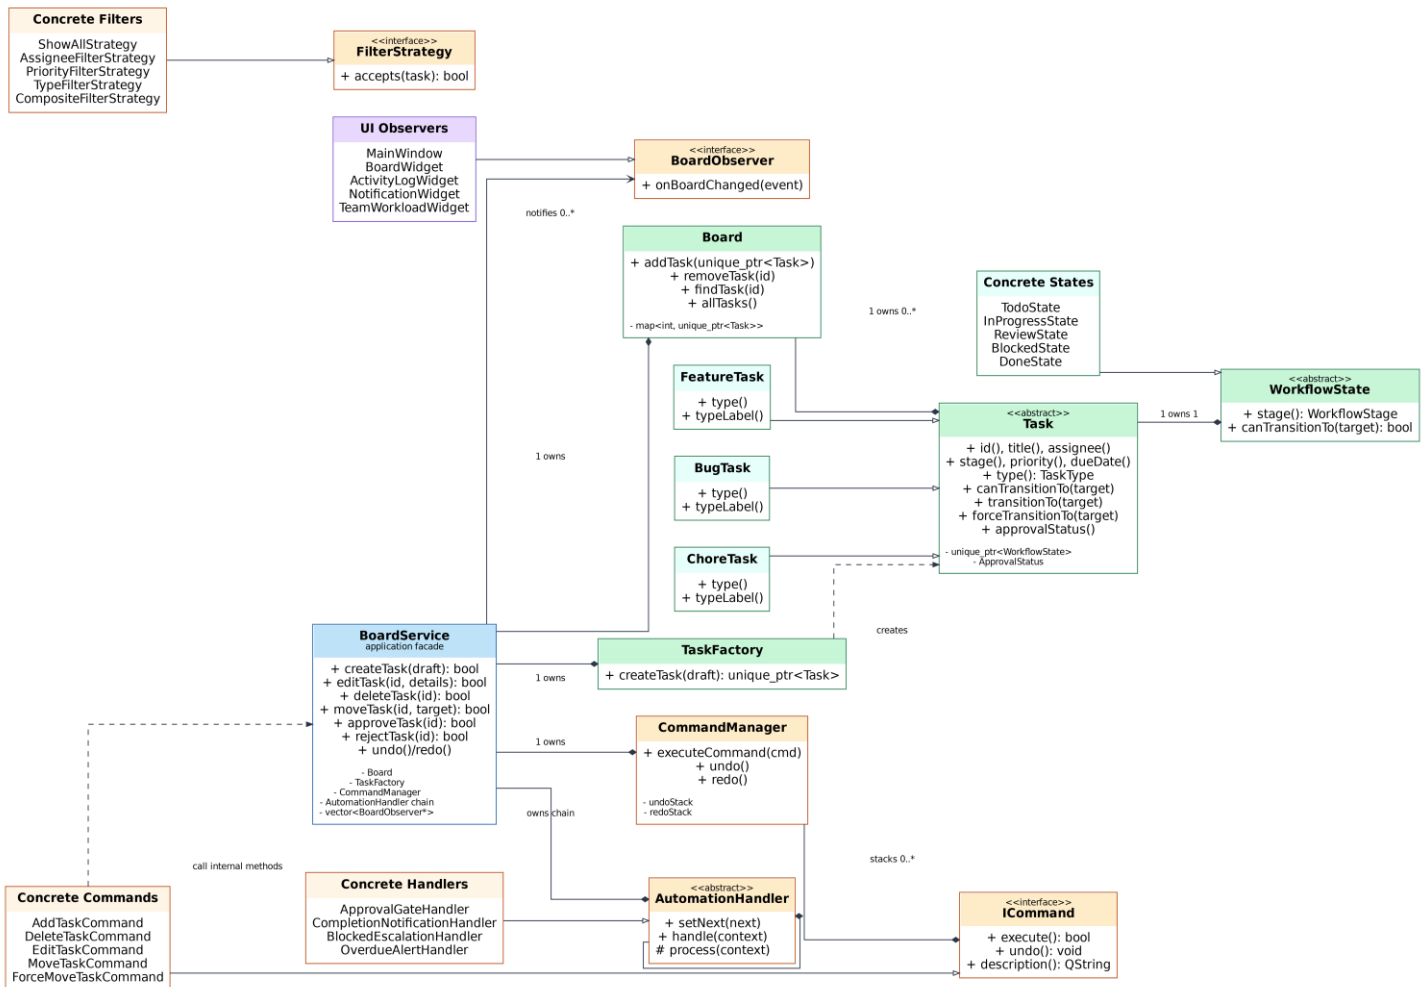 Concrete Filters
ShowAllStrategy
AssigneeFilterStrategy
PriorityFilterStrategy
TypeFilterStrategy
CompositeFilterStrategy
<<interface>>
FilterStrategy
+ accepts(task): bool
UI Observers
MainWindow
BoardWidget
ActivityLogWidget
NotificationWidget
TeamWorkloadWidget
<<interface>>
BoardObserver
+ onBoardChanged(event)
notifies 0..*
Board
+ addTask(unique_ptr<Task>)
+ removeTask(id)
+ findTask(id)
+ allTasks()
- map<int, unique_ptr<Task>>
1 owns 0..*
Concrete States
TodoState
InProgressState
ReviewState
BlockedState
DoneState
<<abstract>>
WorkflowState
+ stage(): WorkflowStage
+ canTransitionTo(target): bool
FeatureTask
+ type()
+ typeLabel()
<<abstract>>
Task
+ id(), title(), assignee()
+ stage(), priority(), dueDate()
+ type(): TaskType
+ canTransitionTo(target)
+ transitionTo(target)
+ forceTransitionTo(target)
+ approvalStatus()
- unique_ptr<WorkflowState>
- ApprovalStatus
1 owns 1
1 owns
BugTask
+ type()
+ typeLabel()
ChoreTask
+ type()
+ typeLabel()
creates
BoardService
application facade
+ createTask(draft): bool
+ editTask(id, details): bool
+ deleteTask(id): bool
+ moveTask(id, target): bool
+ approveTask(id): bool
+ rejectTask(id): bool
+ undo()/redo()
- Board
- TaskFactory
- CommandManager
- AutomationHandler chain
- vector<BoardObserver*>
TaskFactory
+ createTask(draft): unique_ptr<Task>
1 owns
CommandManager
+ executeCommand(cmd)
+ undo()
+ redo()
- undoStack
- redoStack
1 owns
owns chain
call internal methods
stacks 0..*
Concrete Commands
AddTaskCommand
DeleteTaskCommand
EditTaskCommand
MoveTaskCommand
ForceMoveTaskCommand
Concrete Handlers
ApprovalGateHandler
CompletionNotificationHandler
BlockedEscalationHandler
OverdueAlertHandler
<<abstract>>
AutomationHandler
+ setNext(next)
+ handle(context)
# process(context)
<<interface>>
ICommand
+ execute(): bool
+ undo(): void
+ description(): QString